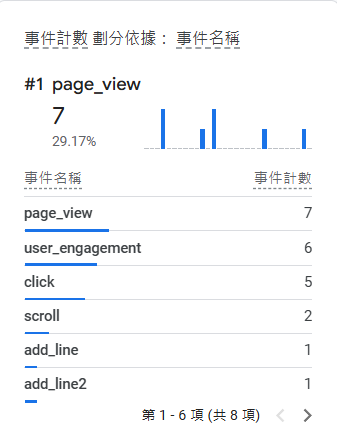 事件計數 劃分依據： 事件名稱
#1 page_view
7
29.17%
事件名稱 事件計數
page_view 7
user_engagement 6
click 5
scroll 2
add_line 1
add_line2 1
第 1 - 6 項 (共 8 項)